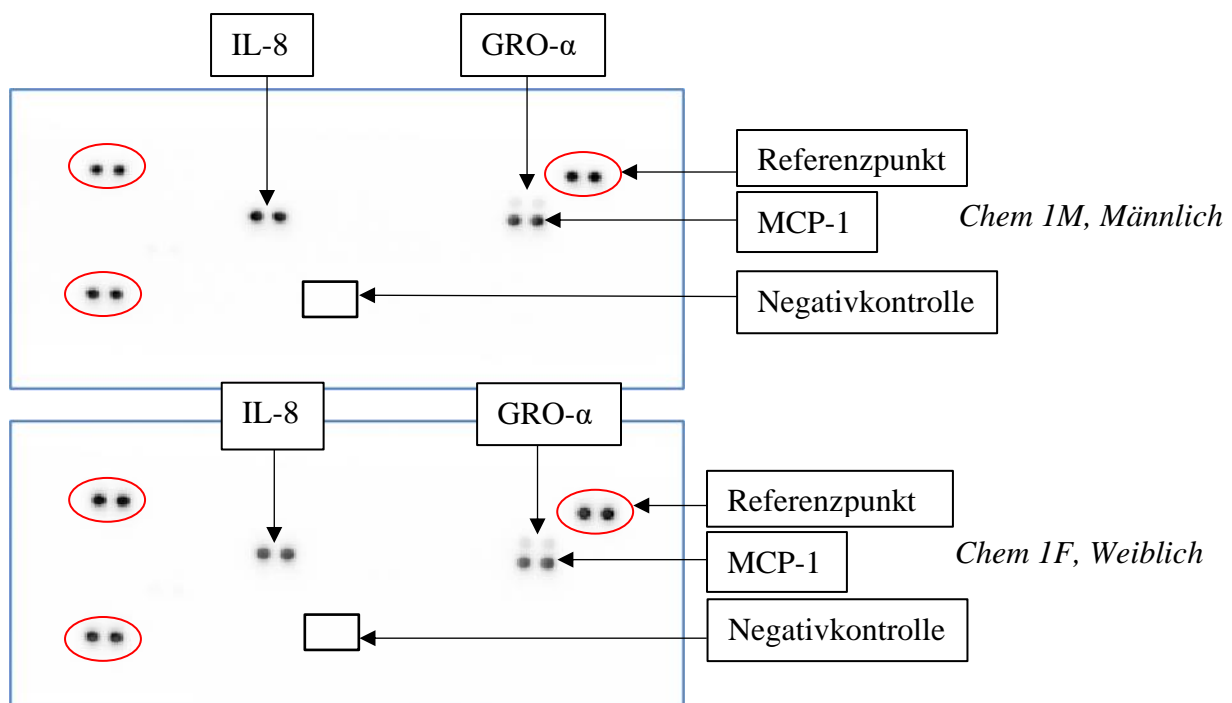 IL-8
GRO-α
Referenzpunkt
MCP-1
Chem 1M, Männlich
Negativkontrolle
IL-8
GRO-α
Referenzpunkt
MCP-1
Chem 1F, Weiblich
Negativkontrolle